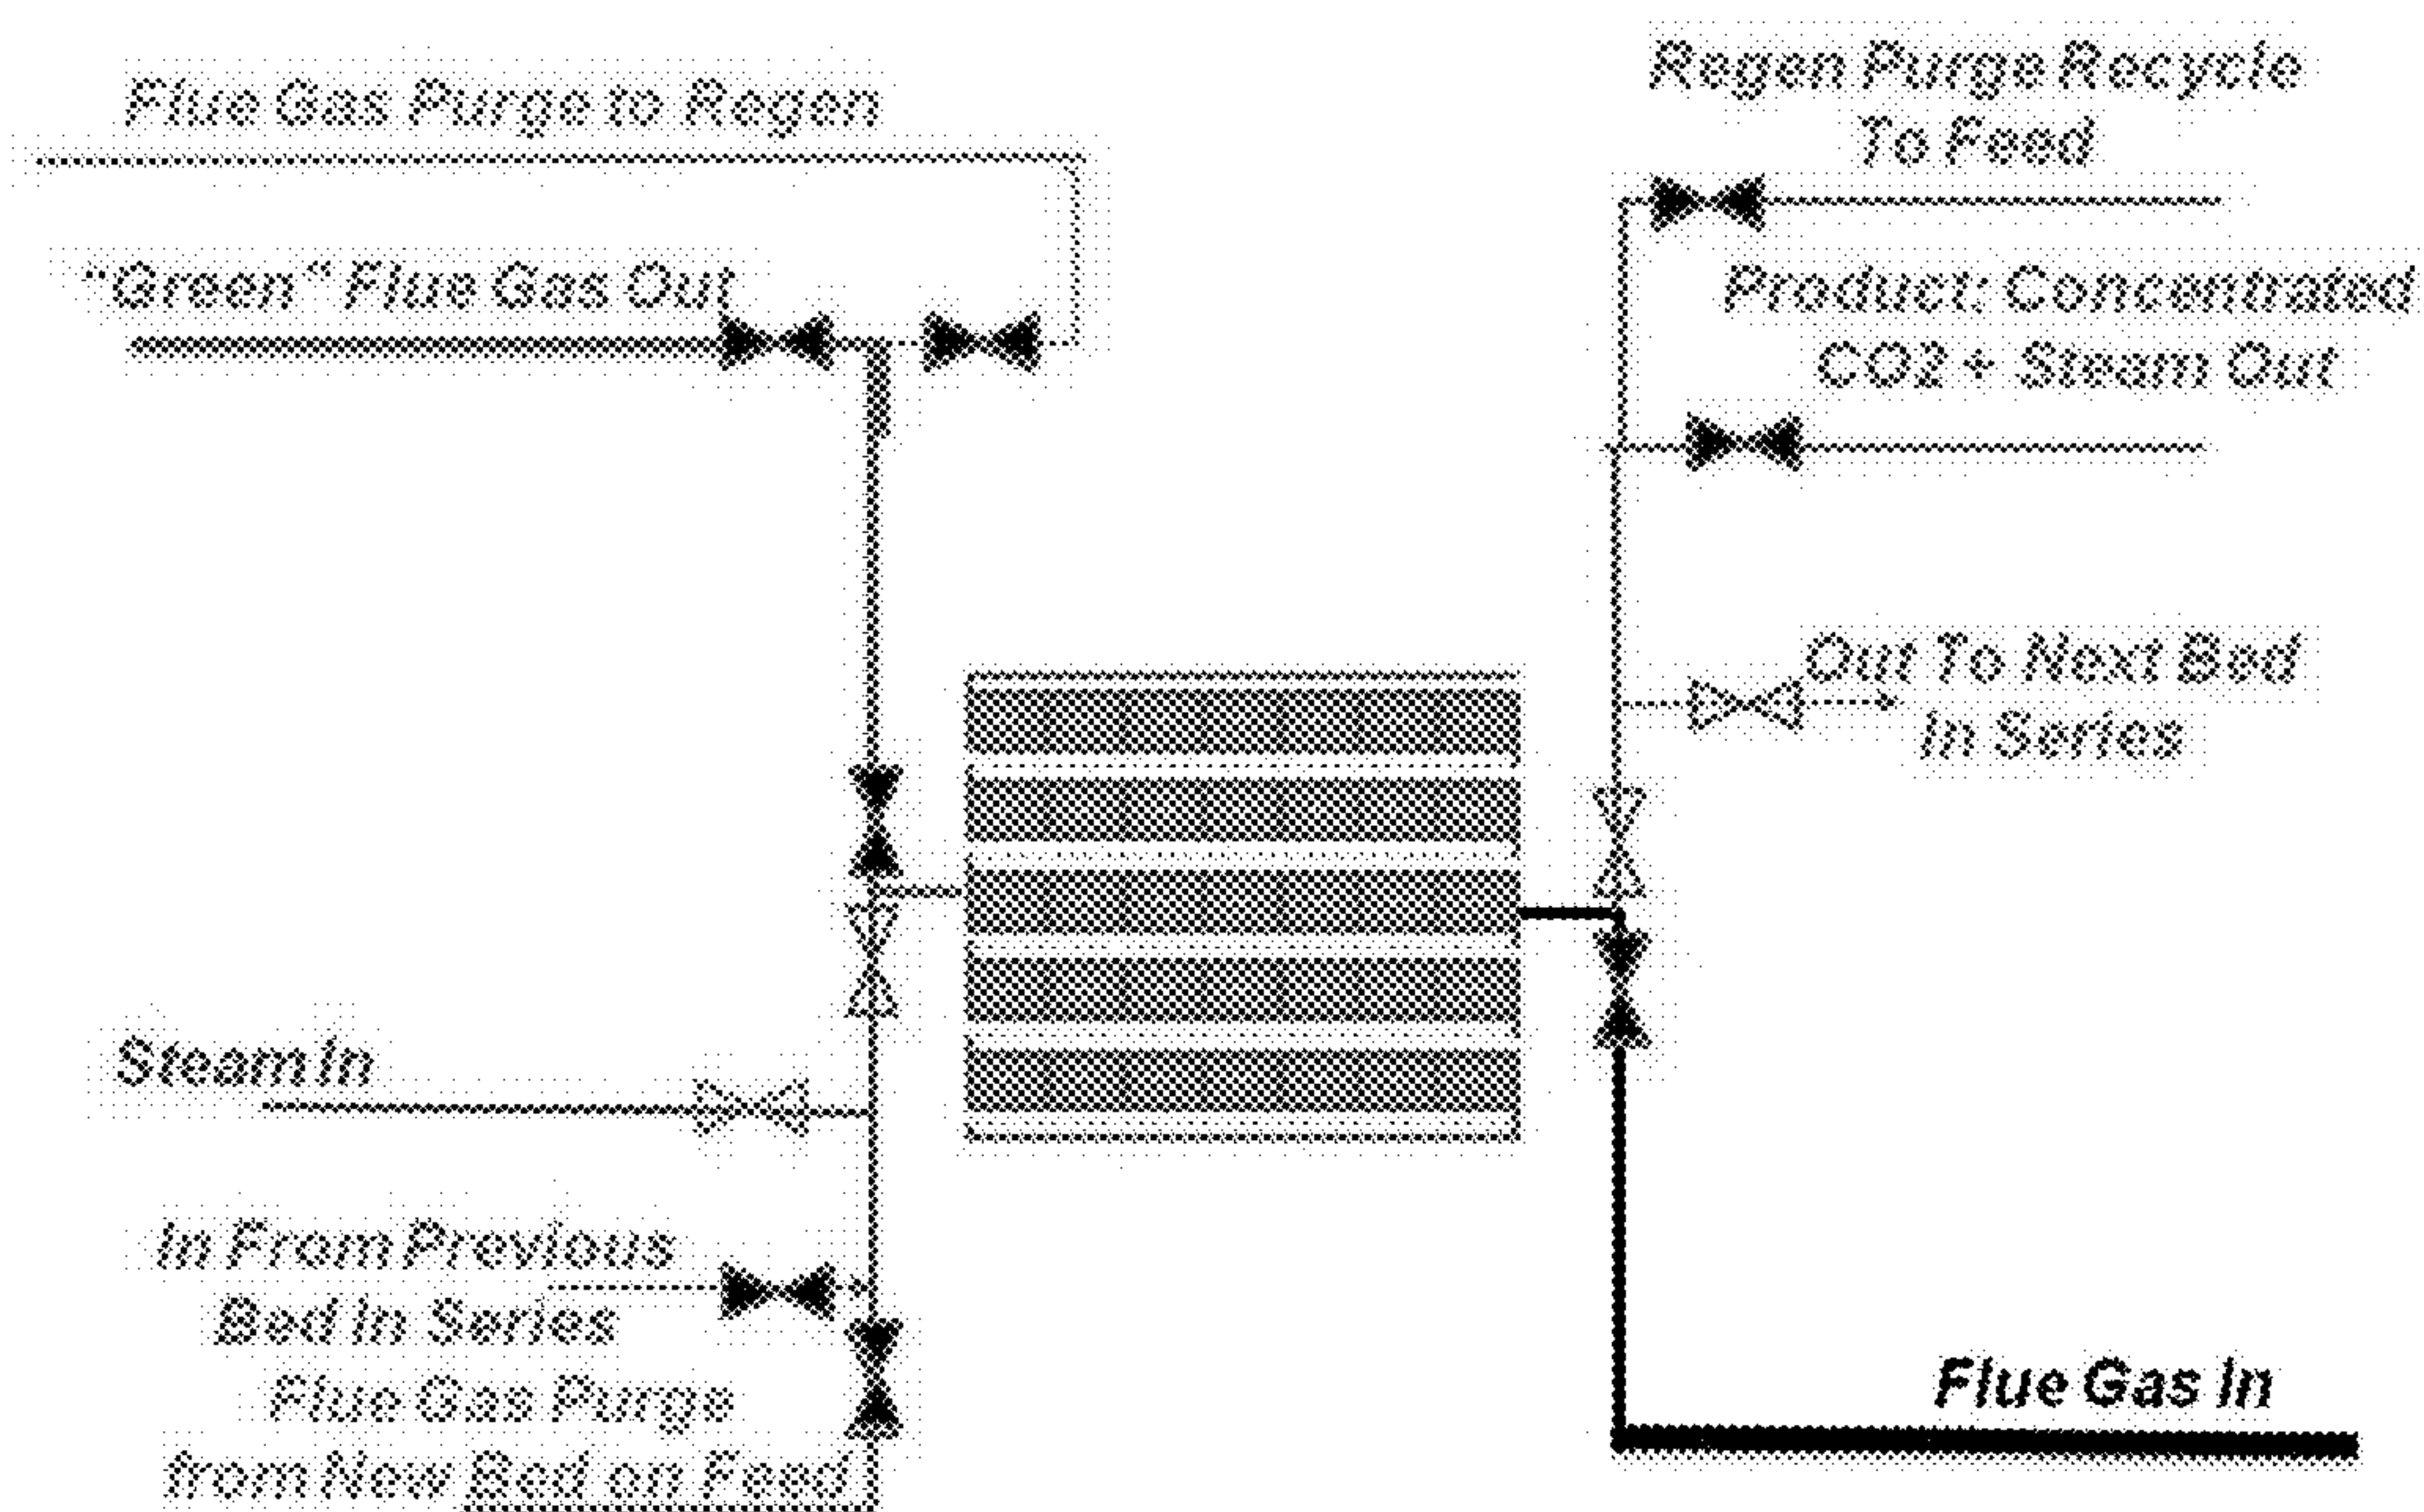 Flue Gas Purge to Regen
"Green" Flue Gas Out
Regen Purge Recycle
To Feed
Product: Concentrated
CO2 + Steam Out
Out To Next Bed
In Series
Steam In
In From Previous
Bed In Series
Flue Gas Purge
from New Bed on Feed
Flue Gas In